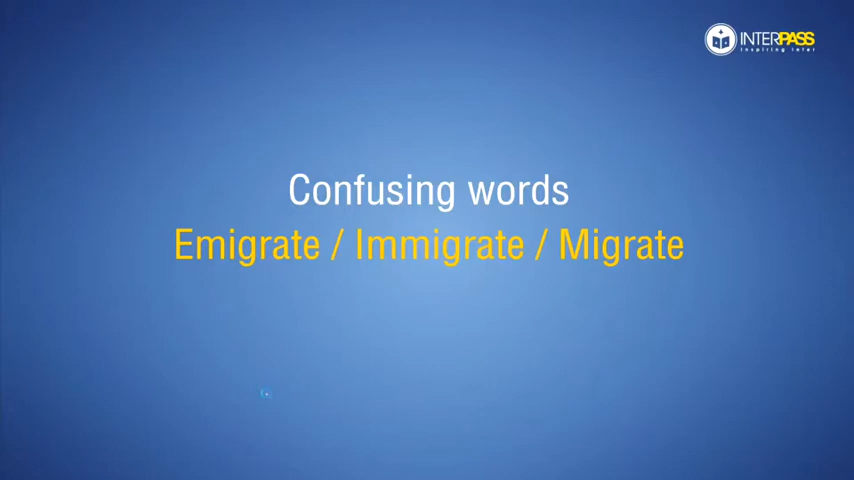 INTERPASS
Inspiring Inter
Confusing words
Emigrate / Immigrate / Migrate